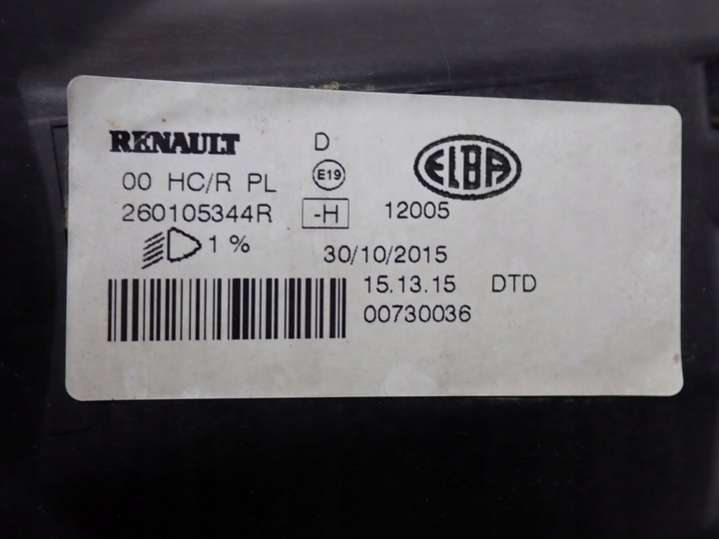 RENAULT D
ELBA
00 HC/R PL E19
260105344R -H 12005
1 % 30/10/2015
15.13.15 DTD
00730036